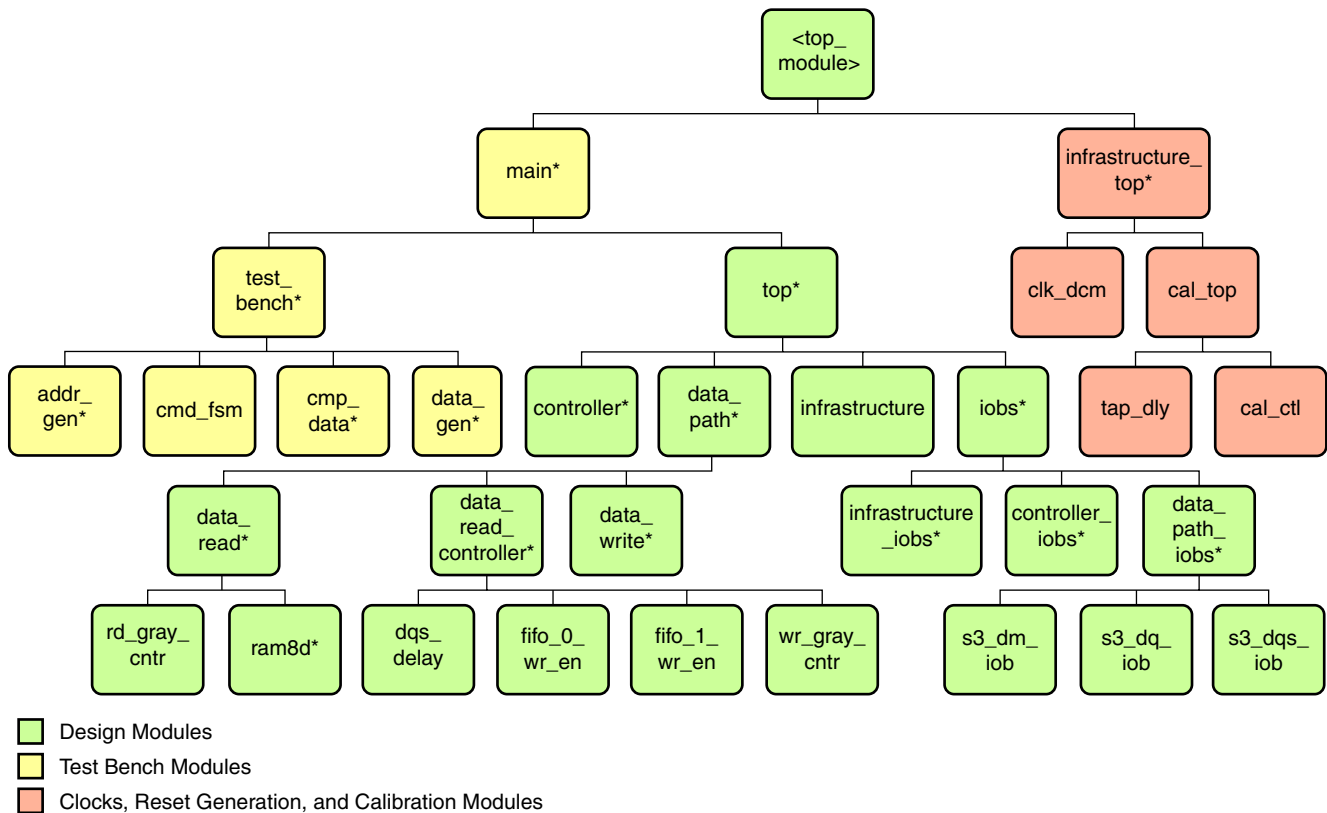 <top_
module>
main*
infrastructure_
top*
test_
bench*
top*
clk_dcm
cal_top
addr_
gen*
cmd_fsm
cmp_
data*
data_
gen*
controller*
data_
path*
infrastructure
iobs*
tap_dly
cal_ctl
data_
read*
data_
read_
controller*
data_
write*
infrastructure
_iobs*
controller_
iobs*
data_
path_
iobs*
rd_gray_
cntr
ram8d*
dqs_
delay
fifo_0_
wr_en
fifo_1_
wr_en
wr_gray_
cntr
s3_dm_
iob
s3_dq_
iob
s3_dqs_
iob
Design Modules
Test Bench Modules
Clocks, Reset Generation, and Calibration Modules